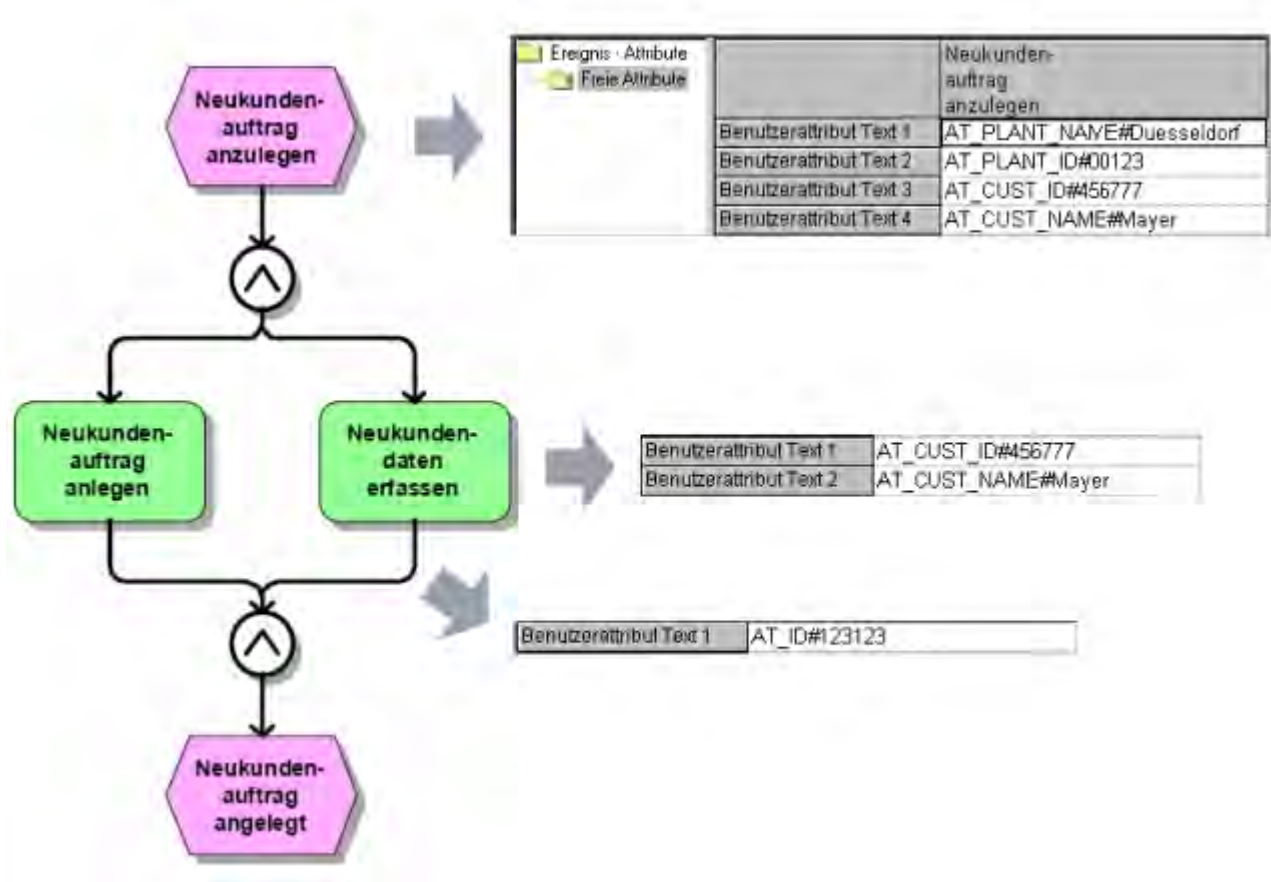 Neukunden-
auftrag
anzulegen
Ereignis - Attribute
Freie Attribute
Neukunden-
auftrag
anzulegen
Benutzerattribut Text 1 AT_PLANT_NAME#Duesseldorf
Benutzerattribut Text 2 AT_PLANT_ID#00123
Benutzerattribut Text 3 AT_CUST_ID#456777
Benutzerattribut Text 4 AT_CUST_NAME#Mayer
Neukunden-
auftrag
anlegen
Neukunden-
daten
erfassen
Benutzerattribut Text 1 AT_CUST_ID#456777
Benutzerattribut Text 2 AT_CUST_NAME#Mayer
Benutzerattribut Text 1 AT_ID#123123
Neukunden-
auftrag
angelegt